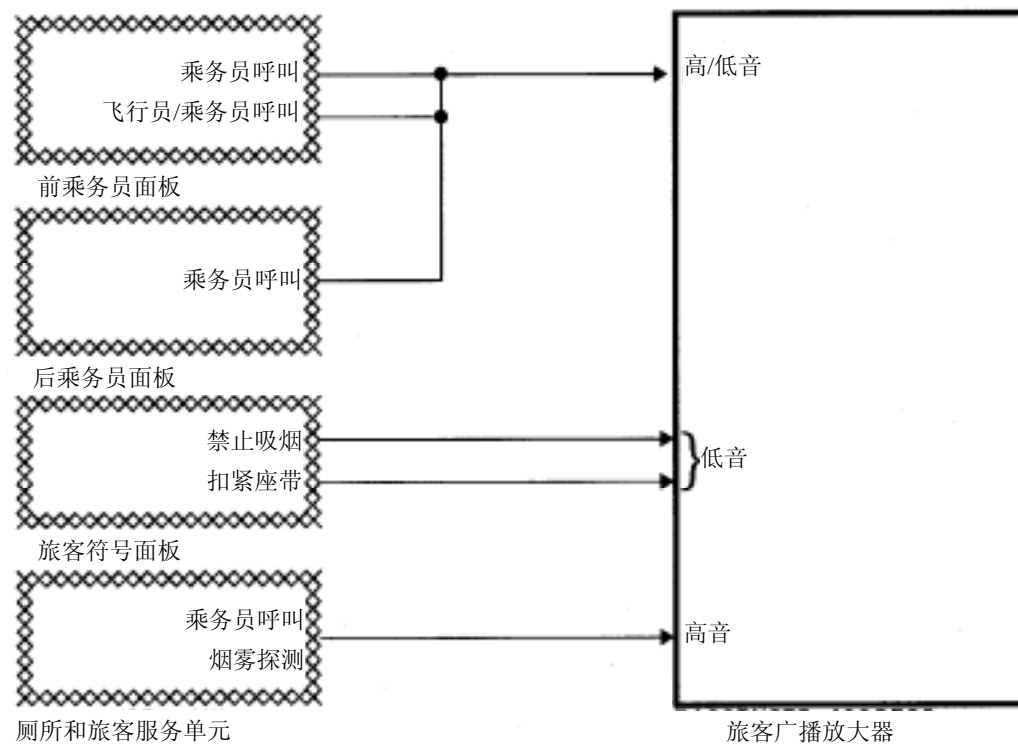 乘务员呼叫
飞行员/乘务员呼叫
前乘务员面板
乘务员呼叫
后乘务员面板
禁止吸烟
扣紧座带
旅客符号面板
乘务员呼叫
烟雾探测
厕所和旅客服务单元
高/低音
低音
高音
旅客广播放大器